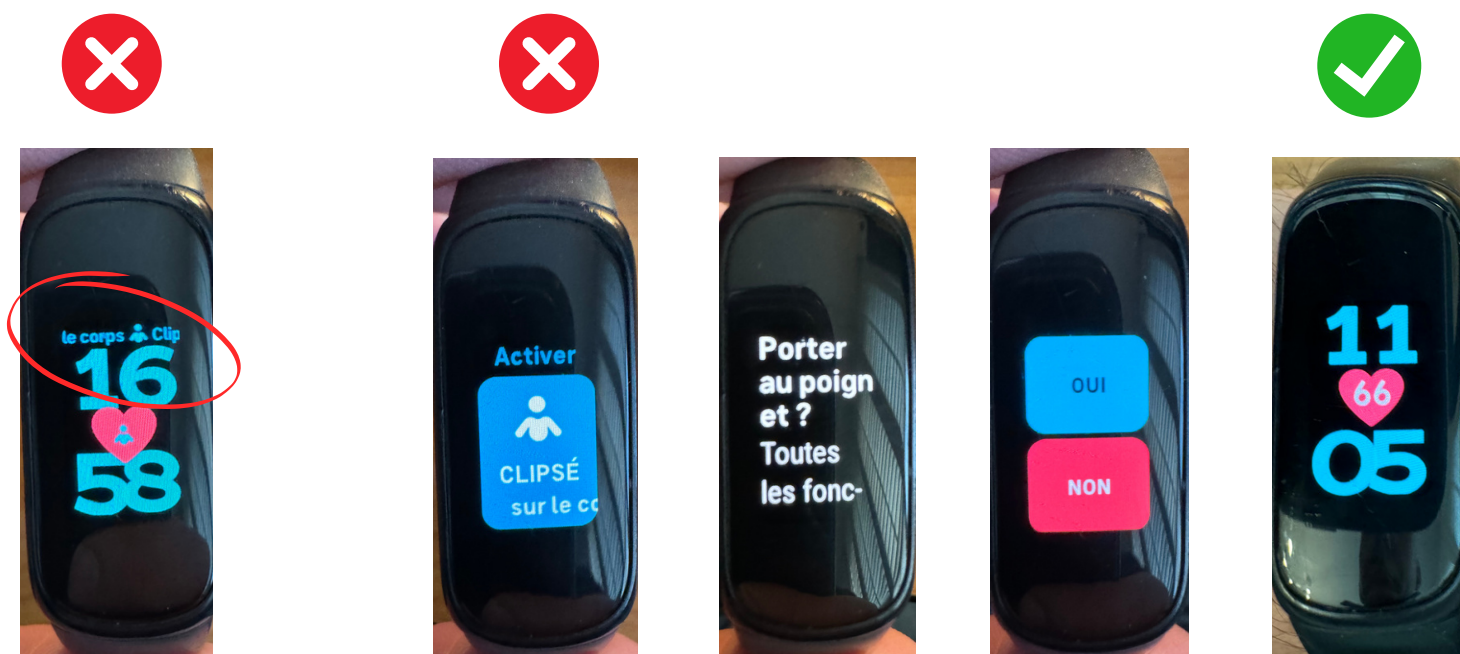 le corps Clip
16
58
Activer
CLIPSÉ
sur le co
Porter
au poign
et ?
Toutes
les fonc-
OUI
NON
11
66
05